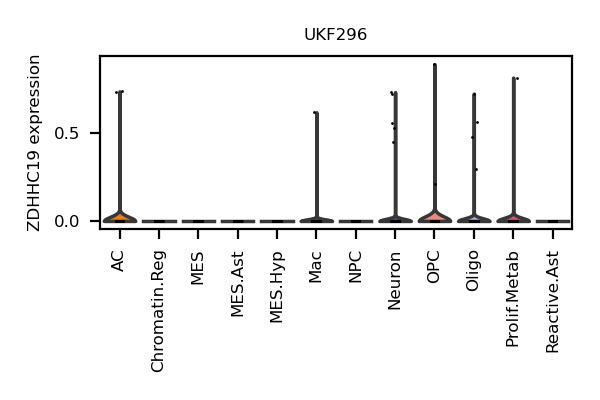 UKF296
ZDHHC19 expression
0.5
0.0
AC
Chromatin.Reg
MES
MES.Ast
MES.Hyp
Mac
NPC
Neuron
OPC
Oligo
Prolif.Metab
Reactive.Ast